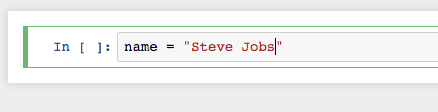 In [ ]: name = "Steve Jobs"